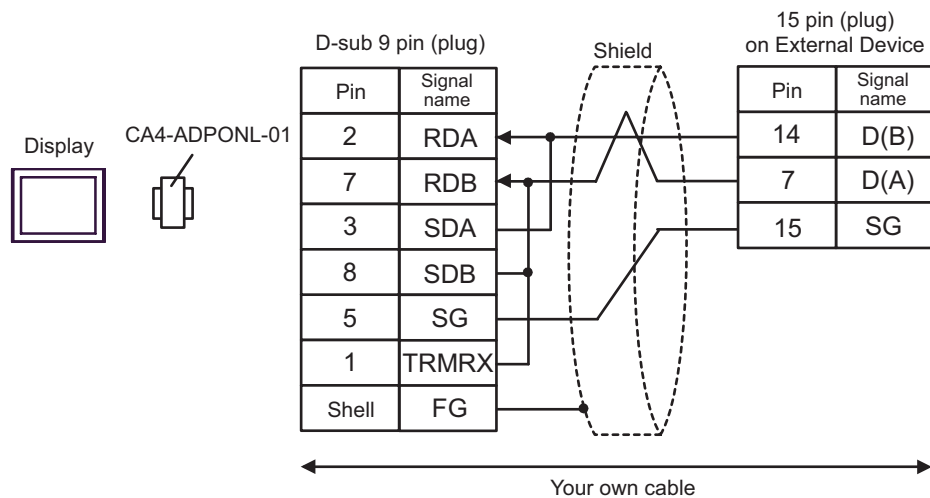 D-sub 9 pin (plug)
Shield
15 pin (plug)
on External Device
Display
CA4-ADPONL-01
Pin Signal name
2 RDA
7 RDB
3 SDA
8 SDB
5 SG
1 TRMRX
Shell FG
Pin Signal name
14 D(B)
7 D(A)
15 SG
Your own cable